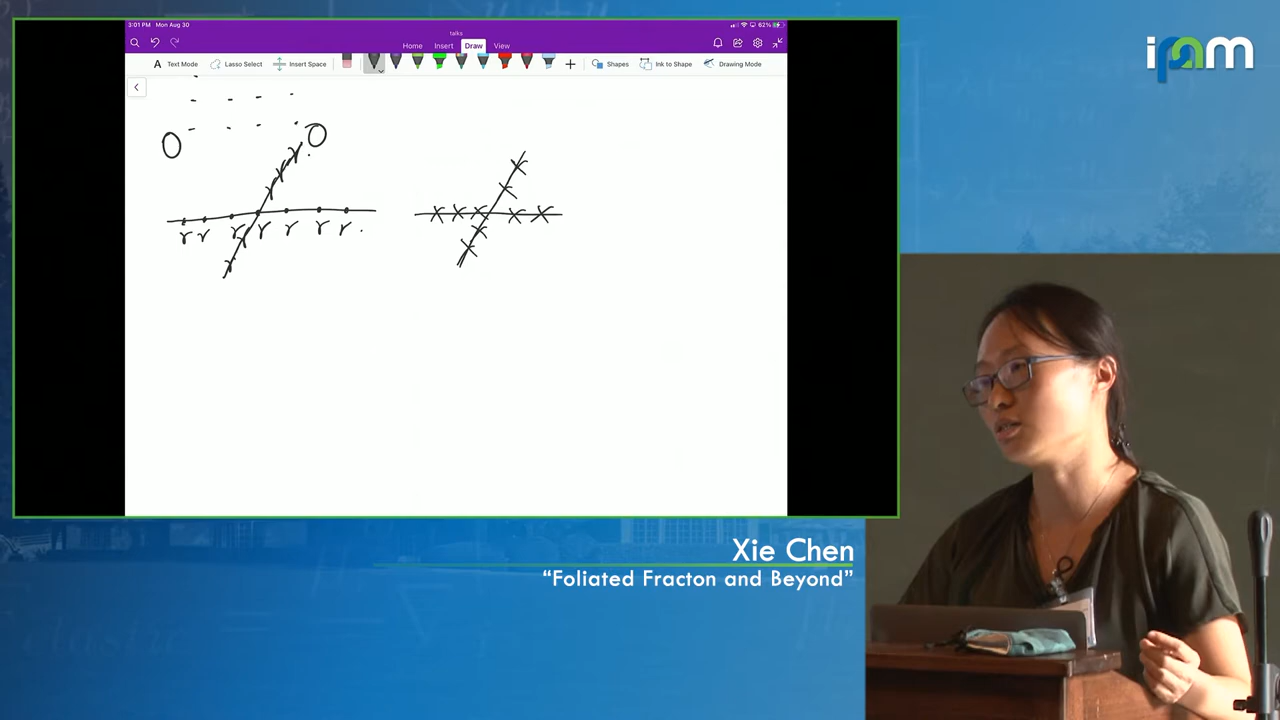 3:01 PM Mon Aug 30
62%
talks
Home Insert Draw View
A Text Mode Lasso Select Insert Space Shapes Ink to Shape Drawing Mode
ipam
O O
r r r r
r r r r r r r
r r
x x
x x x x x
x x
Xie Chen
“Foliated Fracton and Beyond”